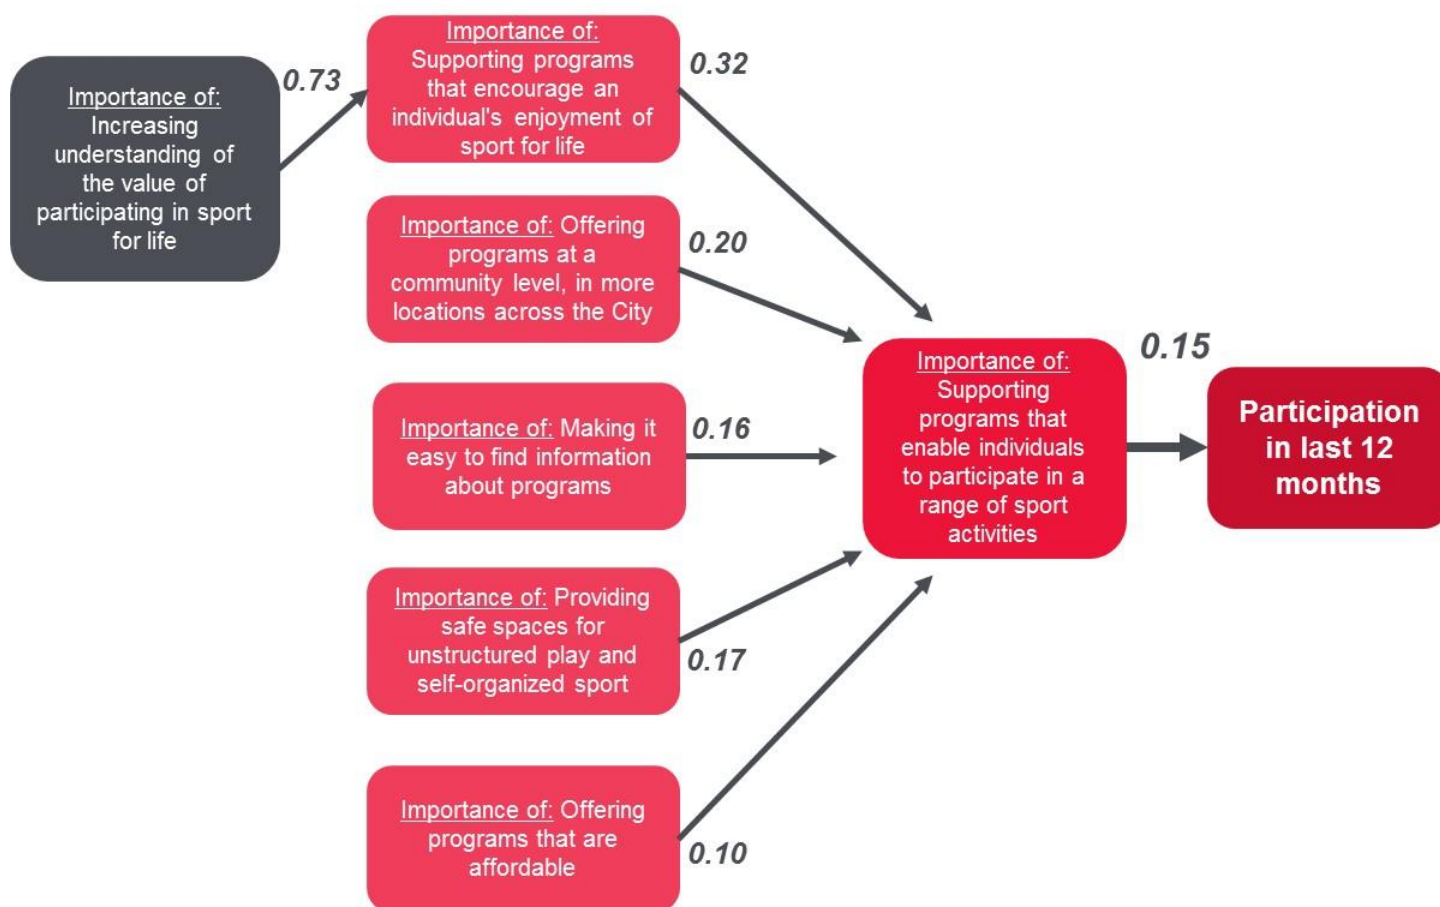 Importance of:
Increasing
understanding of
the value of
participating in sport
for life
0.73
Importance of:
Supporting programs
that encourage an
individual's enjoyment of
sport for life
0.32
Importance of: Offering
programs at a
community level, in more
locations across the City
0.20
Importance of: Making it
easy to find information
about programs
0.16
Importance of: Providing
safe spaces for
unstructured play and
self-organized sport
0.17
Importance of: Offering
programs that are
affordable
0.10
Importance of:
Supporting
programs that
enable individuals
to participate in a
range of sport
activities
0.15
Participation
in last 12
months